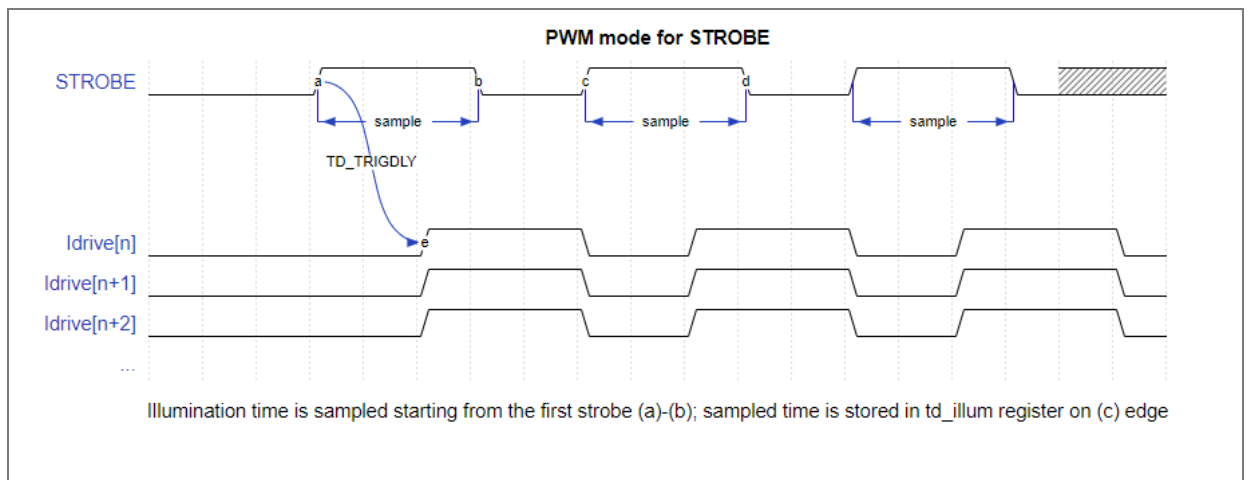 PWM mode for STROBE
STROBE
a b c d
sample sample sample
TD_TRIGDLY
Idrive[n]
e
Idrive[n+1]
Idrive[n+2]
...
Illumination time is sampled starting from the first strobe (a)-(b); sampled time is stored in td_illum register on (c) edge